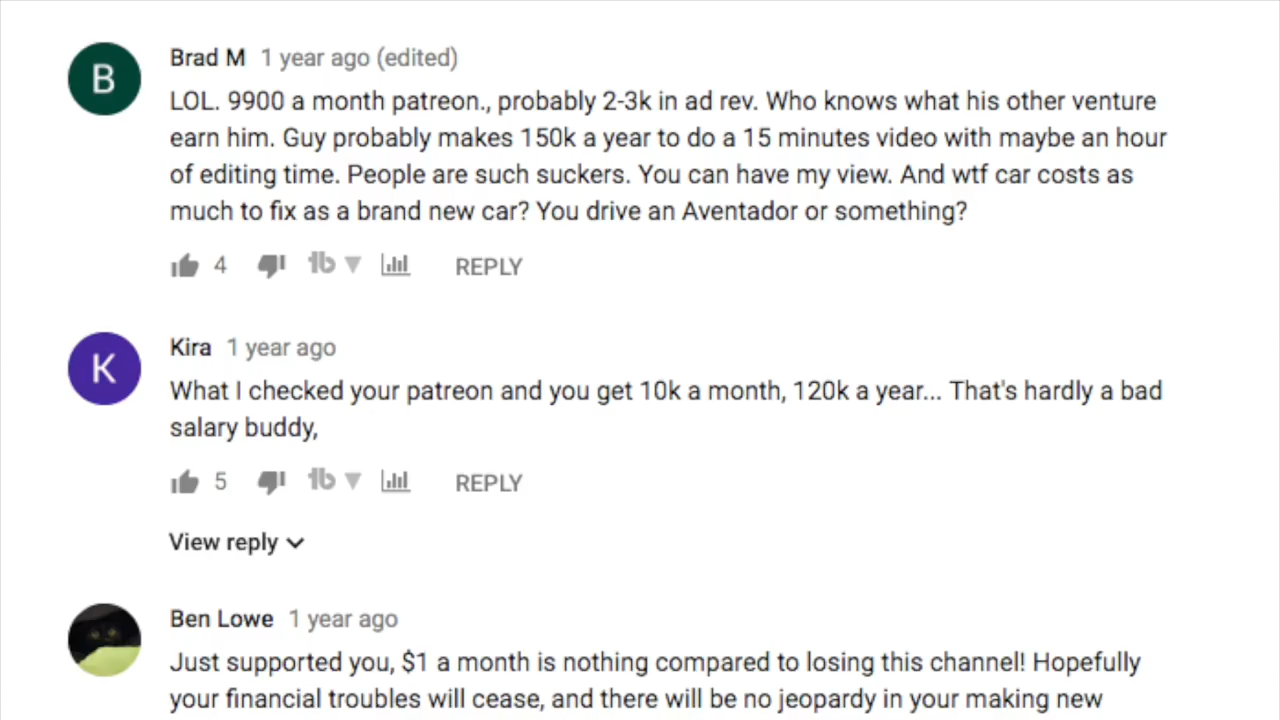 B
Brad M 1 year ago (edited)
LOL. 9900 a month patreon., probably 2-3k in ad rev. Who knows what his other venture
earn him. Guy probably makes 150k a year to do a 15 minutes video with maybe an hour
of editing time. People are such suckers. You can have my view. And wtf car costs as
much to fix as a brand new car? You drive an Aventador or something?
4 tb REPLY
K
Kira 1 year ago
What I checked your patreon and you get 10k a month, 120k a year... That's hardly a bad
salary buddy,
5 tb REPLY
View reply
Ben Lowe 1 year ago
Just supported you, $1 a month is nothing compared to losing this channel! Hopefully
your financial troubles will cease, and there will be no jeopardy in your making new